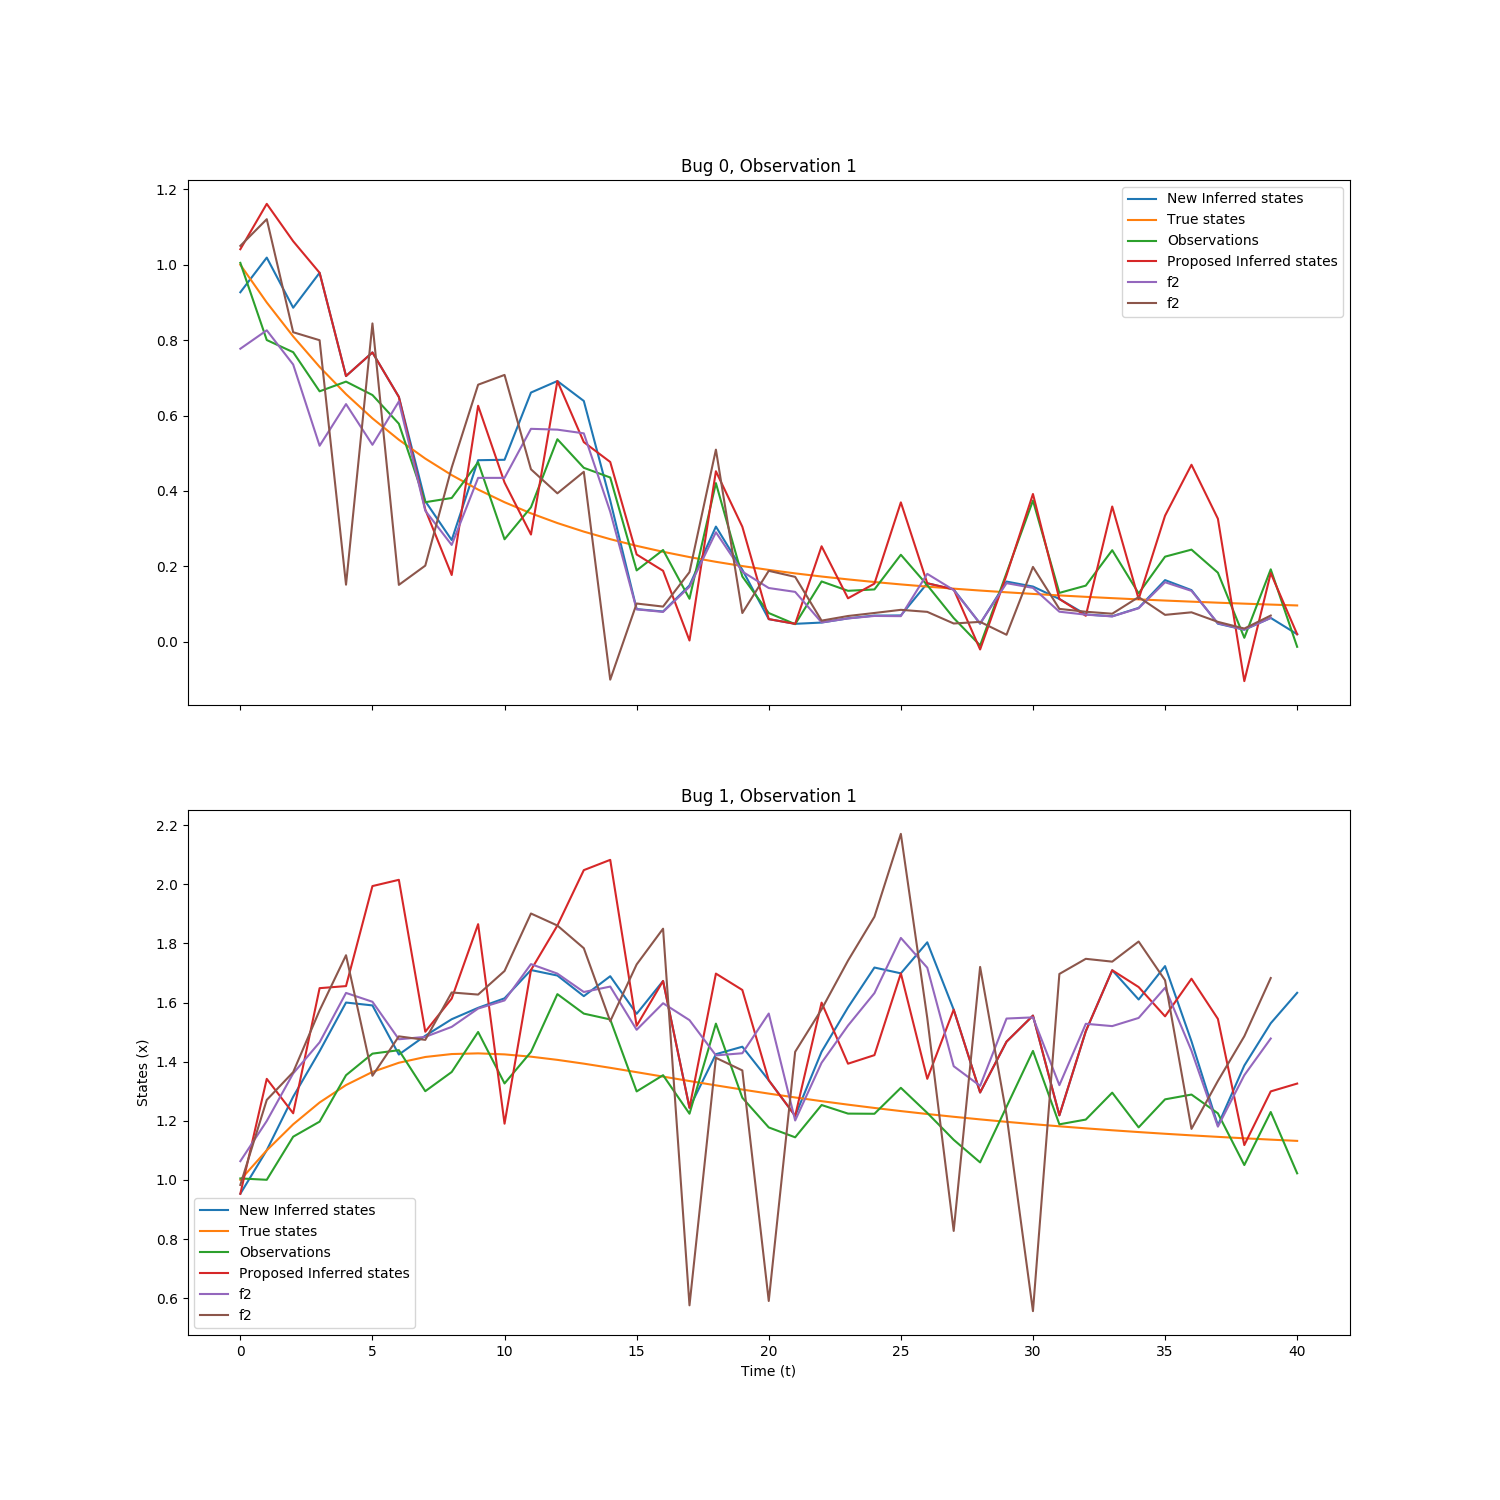 Bug 0, Observation 1
1.2
1.0
0.8
0.6
0.4
0.2
0.0
New Inferred states
True states
Observations
Proposed Inferred states
f2
f2
Bug 1, Observation 1
States (x)
2.2
2.0
1.8
1.6
1.4
1.2
1.0
0.8
0.6
New Inferred states
True states
Observations
Proposed Inferred states
f2
f2
0 5 10 15 20 25 30 35 40
Time (t)